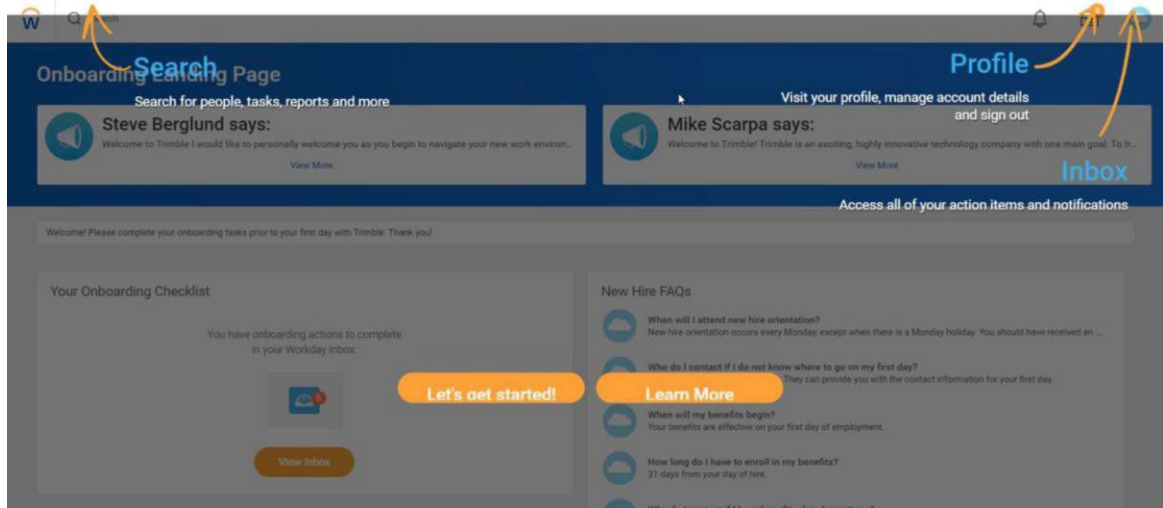 Search
Search
Search for people, tasks, reports and more
Profile
Visit your profile, manage account details
and sign out
Inbox
Access all of your action items and notifications
Onboarding Landing Page
Steve Berglund says:
Welcome to Trimble I would like to personally welcome you as you begin to navigate your new work environ...
View More
Mike Scarpa says:
Welcome to Trimble! Trimble is an exciting, highly innovative technology company with one main goal: To tr...
View More
Welcome! Please complete your onboarding tasks prior to your first day with Trimble. Thank you!
Your Onboarding Checklist
You have onboarding actions to complete
in your Workday inbox:
5
View Inbox
Let's get started!
Learn More
New Hire FAQs
When will I attend new hire orientation?
New hire orientation occurs every Monday, except when there is a Monday holiday. You should have received an ...
Who do I contact if I do not know where to go on my first day?
They can provide you with the contact information for your first day.
When will my benefits begin?
Your benefits are effective on your first day of employment.
How long do I have to enroll in my benefits?
31 days from your day of hire.